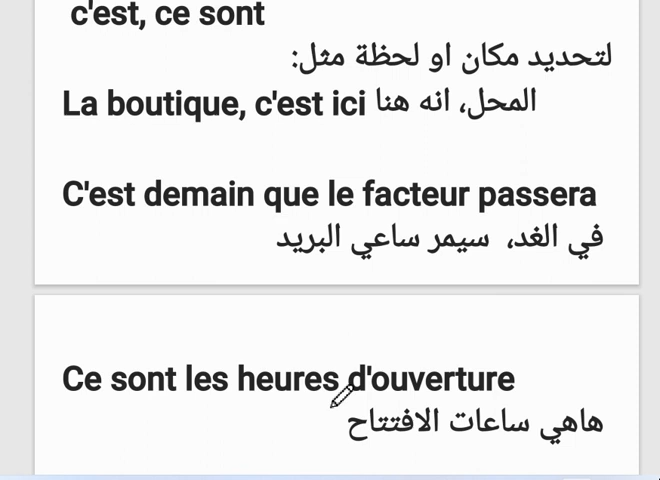 c'est, ce sont
لتحديد مكان او لحظة مثل:
La boutique, c'est ici المحل، انه هنا
C'est demain que le facteur passera
في الغد، سيمر ساعي البريد
Ce sont les heures d'ouverture
هاهي ساعات الافتتاح